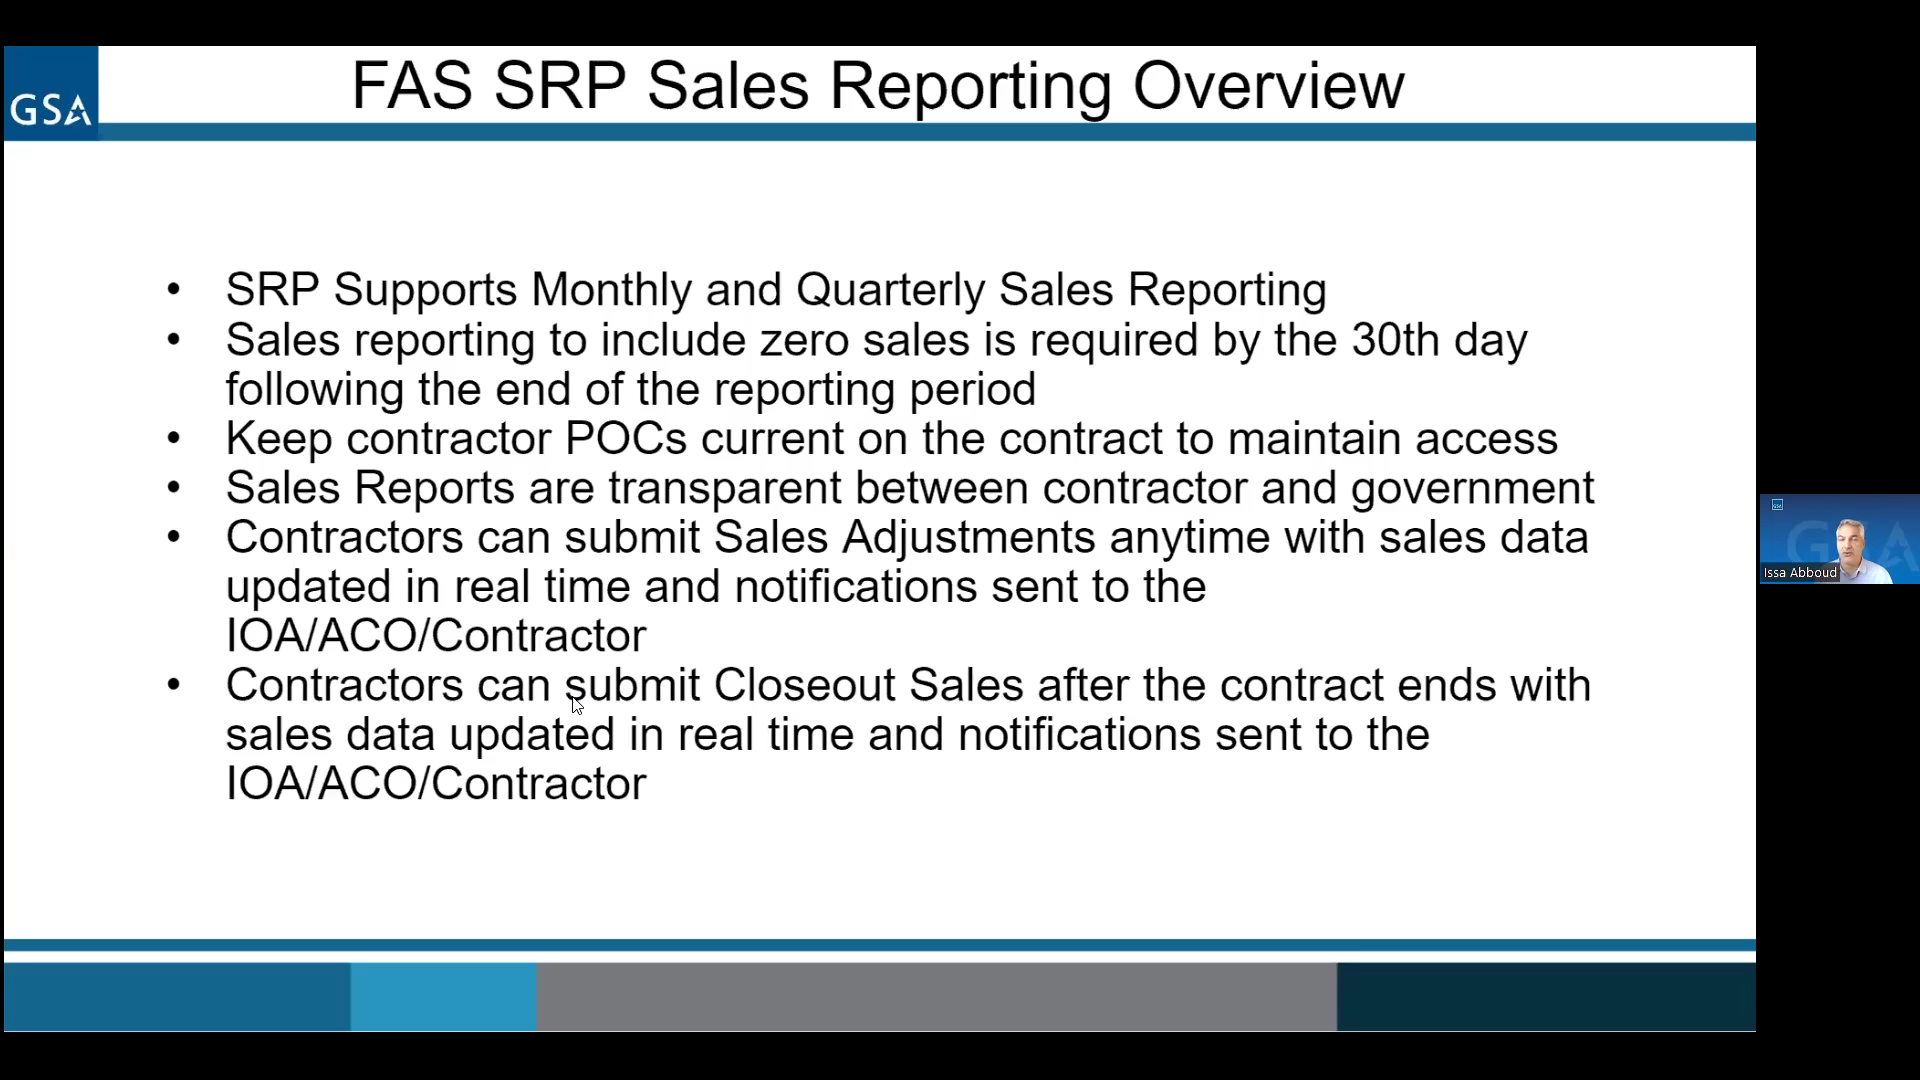 FAS SRP Sales Reporting Overview
GSA
• SRP Supports Monthly and Quarterly Sales Reporting
• Sales reporting to include zero sales is required by the 30th day
following the end of the reporting period
• Keep contractor POCs current on the contract to maintain access
• Sales Reports are transparent between contractor and government
• Contractors can submit Sales Adjustments anytime with sales data
updated in real time and notifications sent to the
IOA/ACO/Contractor
• Contractors can submit Closeout Sales after the contract ends with
sales data updated in real time and notifications sent to the
IOA/ACO/Contractor
GSA
Issa Abboud